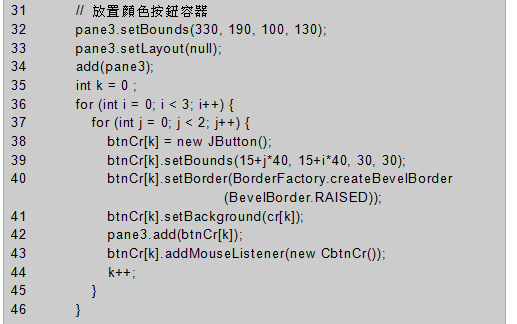 31 // 放置顏色按鈕容器
32 pane3.setBounds(330, 190, 100, 130);
33 pane3.setLayout(null);
34 add(pane3);
35 int k = 0 ;
36 for (int i = 0; i < 3; i++) {
37 for (int j = 0; j < 2; j++) {
38 btnCr[k] = new JButton();
39 btnCr[k].setBounds(15+j*40, 15+i*40, 30, 30);
40 btnCr[k].setBorder(BorderFactory.createBevelBorder
(BevelBorder.RAISED));
41 btnCr[k].setBackground(cr[k]);
42 pane3.add(btnCr[k]);
43 btnCr[k].addMouseListener(new CbtnCr());
44 k++;
45 }
46 }